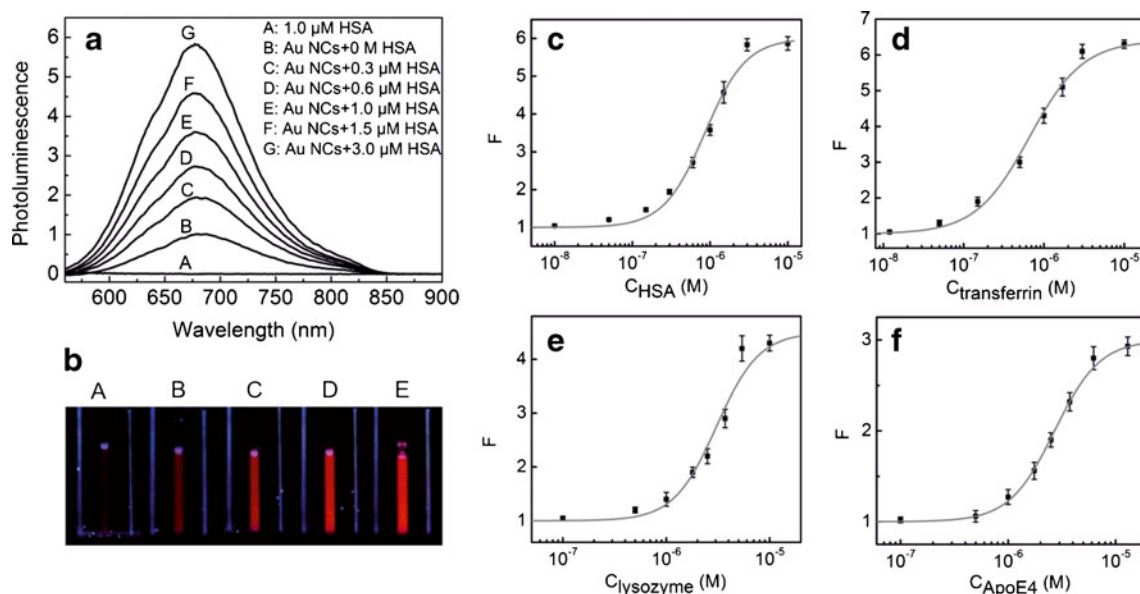 a
A: 1.0 µM HSA
B: Au NCs+0 M HSA
C: Au NCs+0.3 µM HSA
D: Au NCs+0.6 µM HSA
E: Au NCs+1.0 µM HSA
F: Au NCs+1.5 µM HSA
G: Au NCs+3.0 µM HSA
G
F
E
D
C
B
A
6
5
4
3
2
1
0
Photoluminescence
600 650 700 750 800 850 900
Wavelength (nm)
b
A B C D E
c
6
5
4
3
2
1
F
10⁻⁸ 10⁻⁷ 10⁻⁶ 10⁻⁵
C_HSA (M)
d
7
6
5
4
3
2
1
F
10⁻⁸ 10⁻⁷ 10⁻⁶ 10⁻⁵
C_transferrin (M)
e
4
3
2
1
F
10⁻⁷ 10⁻⁶ 10⁻⁵
C_lysozyme (M)
f
3
2
1
F
10⁻⁷ 10⁻⁶ 10⁻⁵
C_ApoE4 (M)